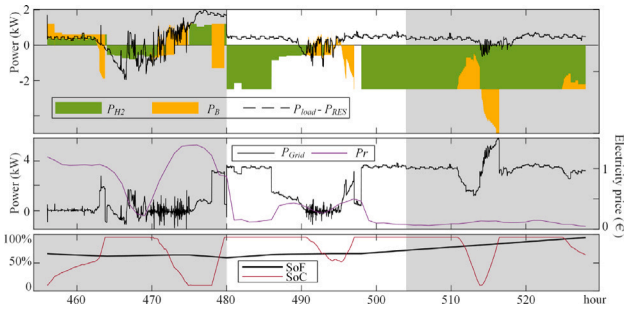 2
0
-2
Power (kW)
P_H2 P_B P_load - P_RES
4
2
0
Power (kW)
P_Grid Pr
1
0
Electricity price (€)
100%
50%
SoF
SoC
460 470 480 490 500 510 520 hour